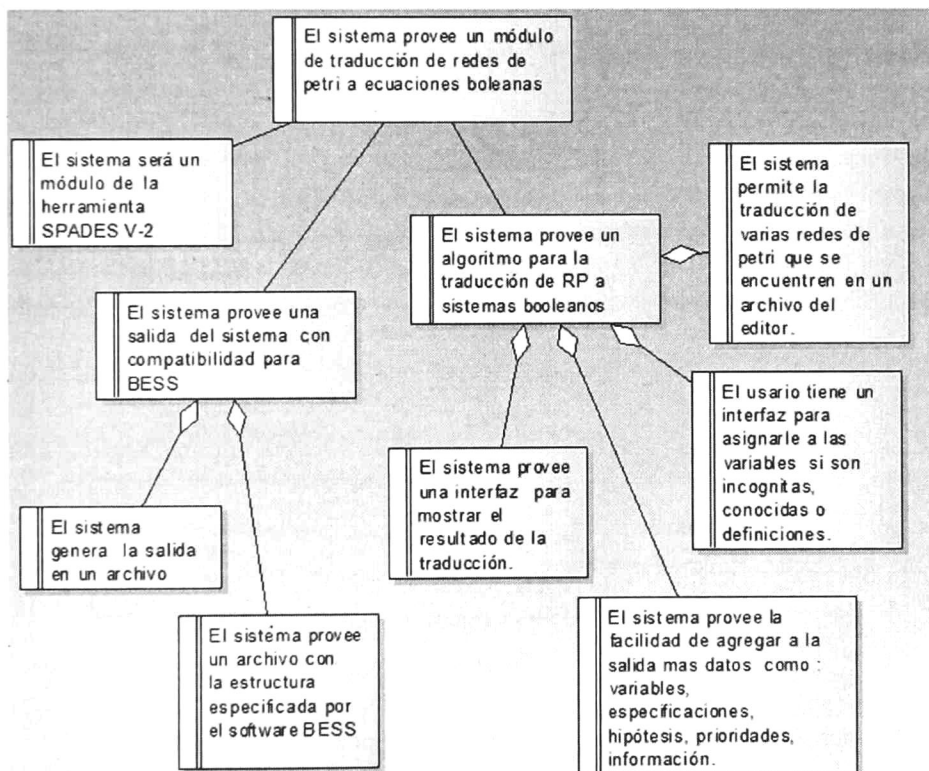 El sistema provee un módulo
de traducción de redes de
petri a ecuaciones boleanas
El sistema será un
módulo de la
herramienta
SPADES V-2
El sistema
permite la
traducción de
varias redes de
petri que se
encuentren en un
archivo del
editor.
El sistema provee un
algoritmo para la
traducción de RP a
sistemas booleanos
El sistema provee una
salida del sistema con
compatibilidad para
BESS
El usario tiene un
interfaz para
asignarle a las
variables si son
incognitas,
conocidas o
definiciones.
El sistema provee
una interfaz para
mostrar el
resultado de la
traducción.
El sistema
genera la salida
en un archivo
El sistema provee
un archivo con
la estructura
especificada por
el software BESS
El sistema provee la
facilidad de agregar a la
salida mas datos como :
variables,
especificaciones,
hipótesis, prioridades,
información.